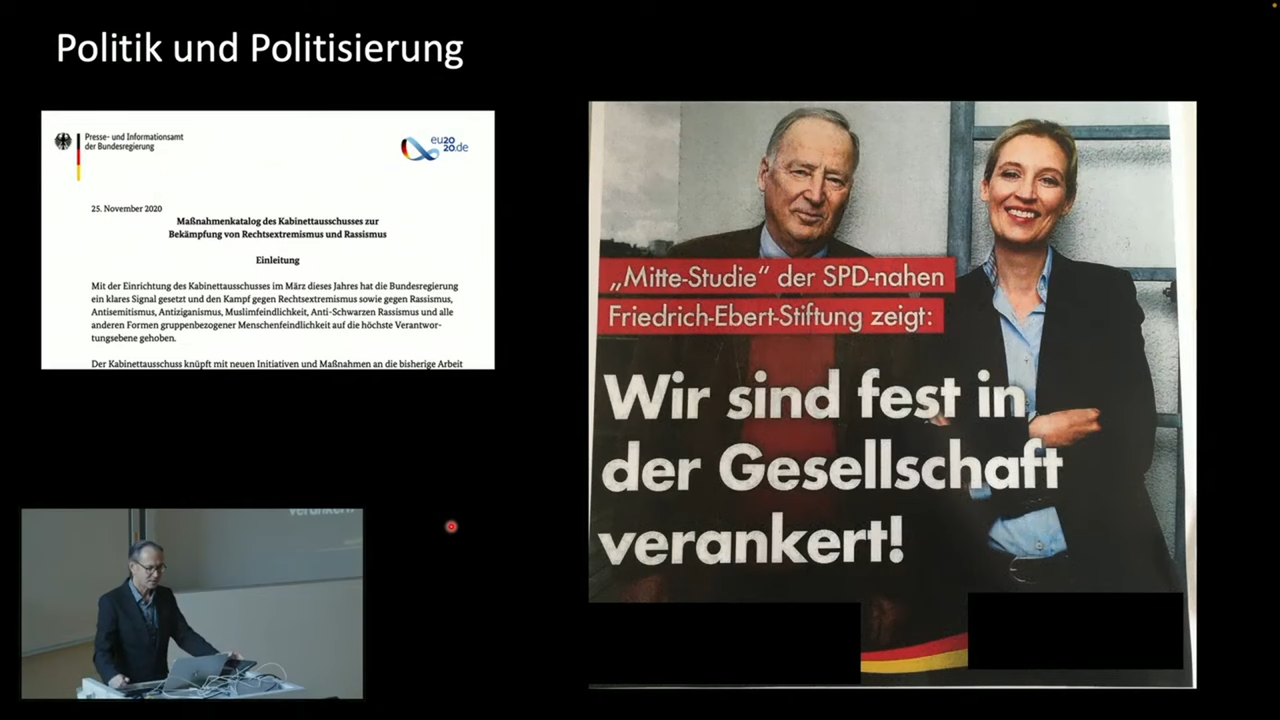 Politik und Politisierung
Presse- und Informationsamt
der Bundesregierung
eu20
20.de
25. November 2020
Maßnahmenkatalog des Kabinettausschusses zur
Bekämpfung von Rechtsextremismus und Rassismus
Einleitung
Mit der Einrichtung des Kabinettausschusses im März dieses Jahres hat die Bundesregierung
ein klares Signal gesetzt und den Kampf gegen Rechtsextremismus sowie gegen Rassismus,
Antisemitismus, Antiziganismus, Muslimfeindlichkeit, Anti-Schwarzen Rassismus und alle
anderen Formen gruppenbezogener Menschenfeindlichkeit auf die höchste Verantwor-
tungsebene gehoben.
Der Kabinettausschuss knüpft mit neuen Initiativen und Maßnahmen an die bisherige Arbeit
„Mitte-Studie“ der SPD-nahen
Friedrich-Ebert-Stiftung zeigt:
Wir sind fest in
der Gesellschaft
verankert!
verankert!